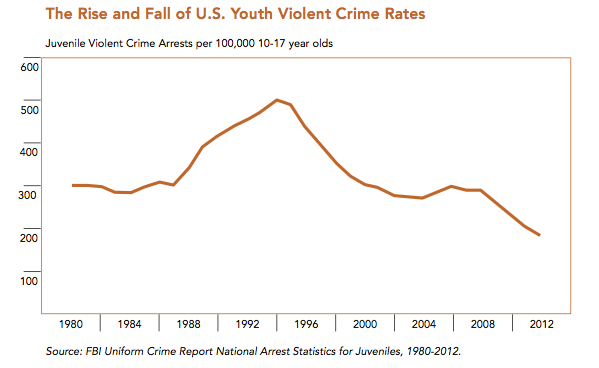 The Rise and Fall of U.S. Youth Violent Crime Rates
Juvenile Violent Crime Arrests per 100,000 10-17 year olds
600
500
400
300
200
100
1980 1984 1988 1992 1996 2000 2004 2008 2012
Source: FBI Uniform Crime Report National Arrest Statistics for Juveniles, 1980-2012.